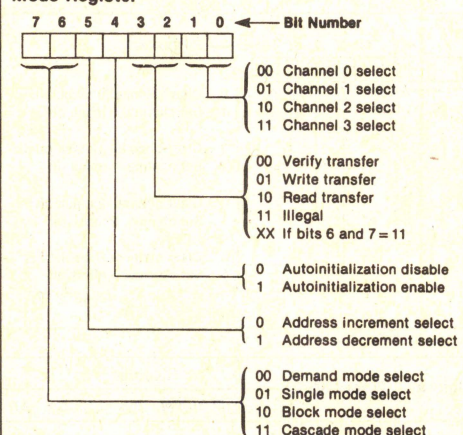 Mode Register
7 6 5 4 3 2 1 0 Bit Number
00 Channel 0 select
01 Channel 1 select
10 Channel 2 select
11 Channel 3 select
00 Verify transfer
01 Write transfer
10 Read transfer
11 Illegal
XX If bits 6 and 7=11
0 Autoinitialization disable
1 Autoinitialization enable
0 Address increment select
1 Address decrement select
00 Demand mode select
01 Single mode select
10 Block mode select
11 Cascade mode select